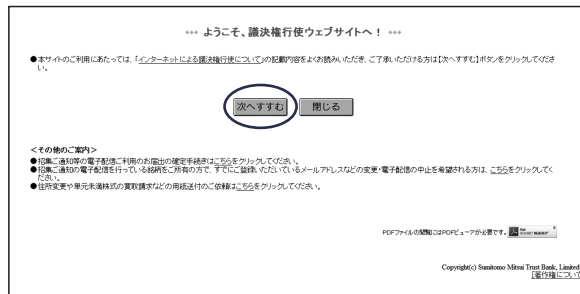 *** ようこそ、議決権行使ウェブサイトへ！ ***
●本サイトのご利用にあたっては、「インターネットによる議決権行使について」の記載内容をよくお読みいただき、ご了承いただける方は【次へすすむ】ボタンをクリックしてくださ
い。
次へすすむ 閉じる
＜その他のご案内＞
●招集ご通知等の電子配信ご利用のお届出の確定手続きはこちらをクリックしてください。
●招集ご通知の電子配信を行っている銘柄をご所有の方で、すでにご登録いただいているメールアドレスなどの変更・電子配信の中止を希望される方は、こちらをクリックしてく
ださい。
●住所変更や単元未満株式の買取請求などの用紙送付のご依頼はこちらをクリックしてください。
PDFファイルの閲覧にはPDFビューアが必要です。
Get
READER
Copyright(c) Sumitomo Mitsui Trust Bank, Limited
[著作権について